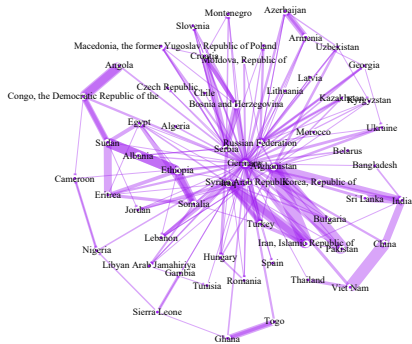 Montenegro
Azerbaijan
Slovenia
Armenia
Macedonia, the former Yugoslav Republic of
Poland
Croatia
Uzbekistan
Moldova, Republic of
Angola
Georgia
Latvia
Czech Republic
Chile
Lithuania
Congo, the Democratic Republic of the
Bosnia and Herzegovina
Kazakhstan
Kyrgyzstan
Egypt
Algeria
Morocco
Ukraine
Sudan
Serbia
Russian Federation
Belarus
Albania
Germany
Afghanistan
Bangladesh
Ethiopia
Cameroon
Syrian Arab Republic
Iraq
Korea, Republic of
Eritrea
Sri Lanka
India
Somalia
Jordan
Bulgaria
Turkey
Lebanon
Iran, Islamic Republic of
China
Nigeria
Pakistan
Hungary
Libyan Arab Jamahiriya
Spain
Gambia
Romania
Thailand
Tunisia
Viet Nam
Sierra Leone
Togo
Ghana